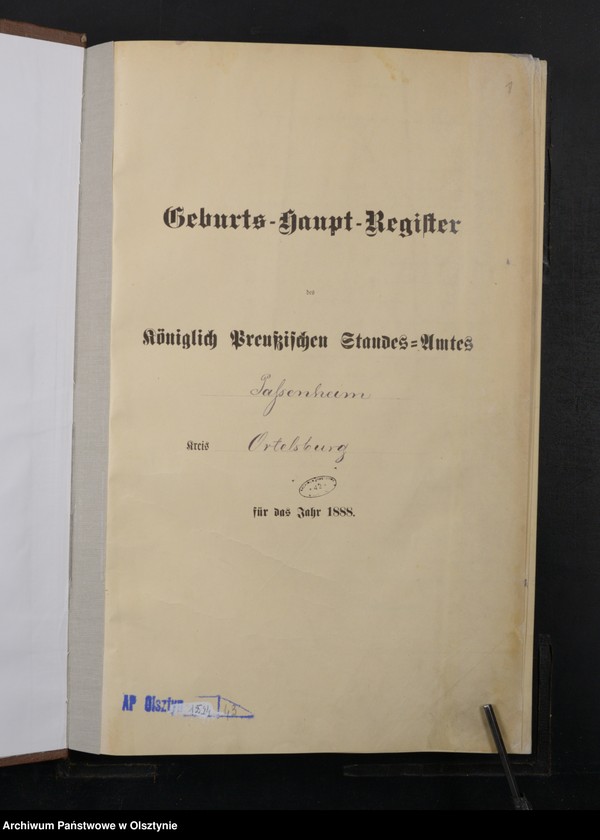 1
Geburts-Haupt-Register
des
Königlich Preußischen Standes-Amtes
Passenheim
Kreis Ortelsburg
für das Jahr 1888.
AP Olsztyn
Archiwum Państwowe w Olsztynie